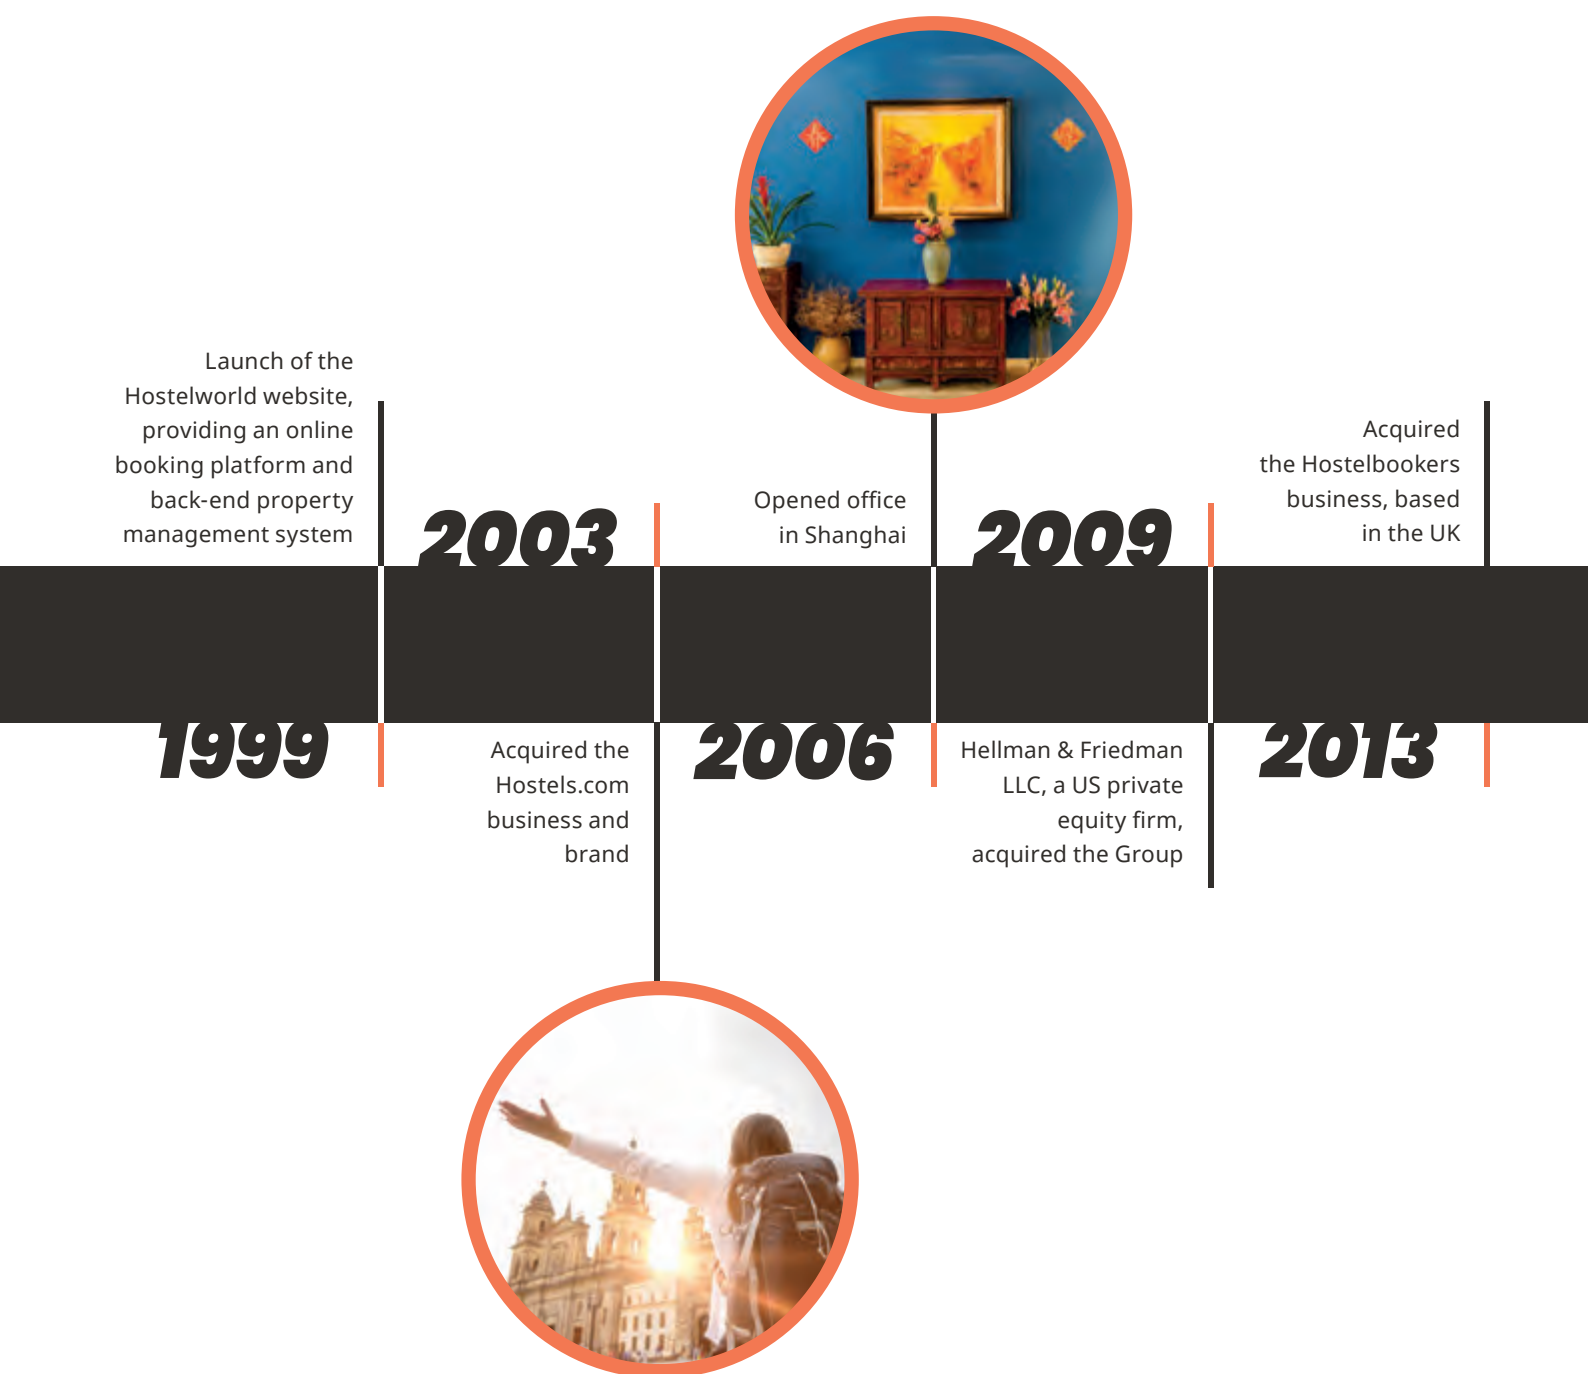 Launch of the
Hostelworld website,
providing an online
booking platform and
back-end property
management system
1999
2003
Acquired the
Hostels.com
business and
brand
Opened office
in Shanghai
2006
2009
Hellman & Friedman
LLC, a US private
equity firm,
acquired the Group
Acquired
the Hostelbookers
business, based
in the UK
2013